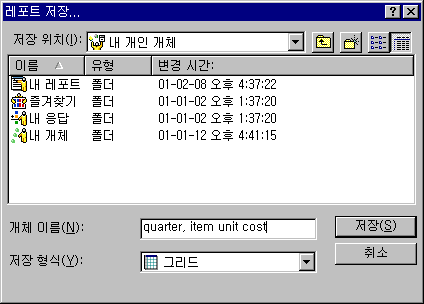 레포트 저장...
저장 위치(I): 내 개인 개체
이름 유형 변경 시간:
내 레포트 폴더 01-02-08 오후 4:37:22
즐겨찾기 폴더 01-01-02 오후 1:37:20
내 응답 폴더 01-01-02 오후 1:37:20
내 개체 폴더 01-01-12 오후 4:41:15
개체 이름(N): quarter, item unit cost 저장(S)
저장 형식(Y): 그리드 취소